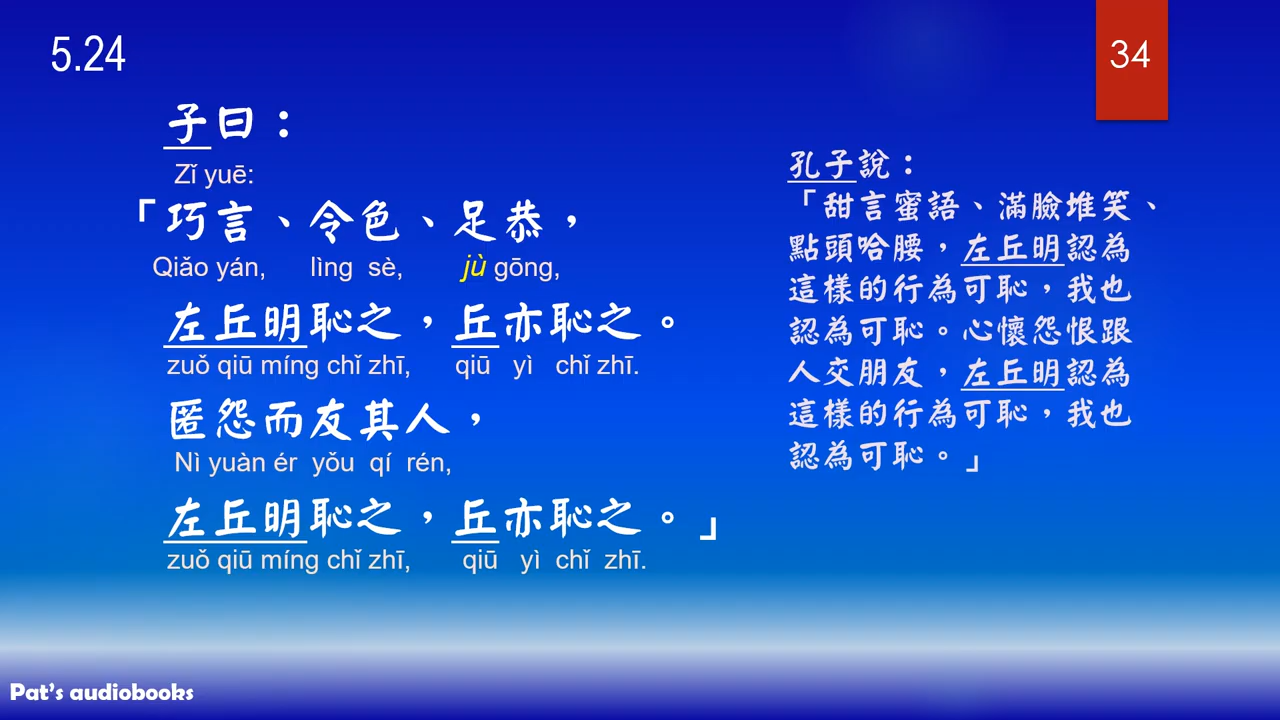 5.24
34
子曰：
Zǐ yuē:
「巧言、令色、足恭，
Qiǎo yán, lìng sè, jù gōng,
左丘明恥之，丘亦恥之。
zuǒ qiū míng chǐ zhī, qiū yì chǐ zhī.
匿怨而友其人，
Nì yuàn ér yǒu qí rén,
左丘明恥之，丘亦恥之。」
zuǒ qiū míng chǐ zhī, qiū yì chǐ zhī.
孔子說：
「甜言蜜語、滿臉堆笑、
點頭哈腰，左丘明認為
這樣的行為可恥，我也
認為可恥。心懷怨恨跟
人交朋友，左丘明認為
這樣的行為可恥，我也
認為可恥。」
Pat's audiobooks